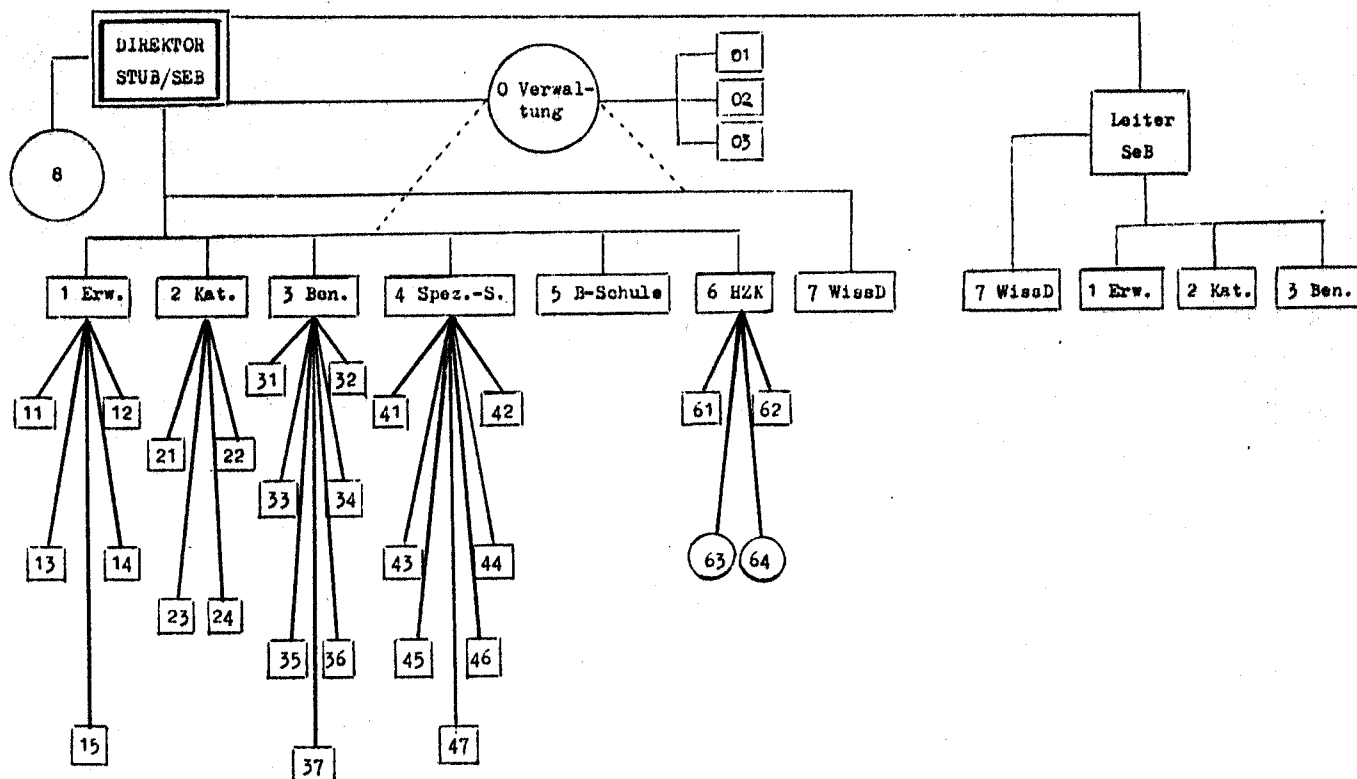 DIREKTOR
STUB/SEB
0 Verwal-
tung
01
02
03
Leiter
SeB
8
1 Erw.
2 Kat.
3 Ben.
4 Spez.-S.
5 B-Schule
6 HZK
7 WissD
7 WissD
1 Erw.
2 Kat.
3 Ben.
11
12
13
14
15
21
22
23
24
31
32
33
34
35
36
37
41
42
43
44
45
46
47
61
62
63
64